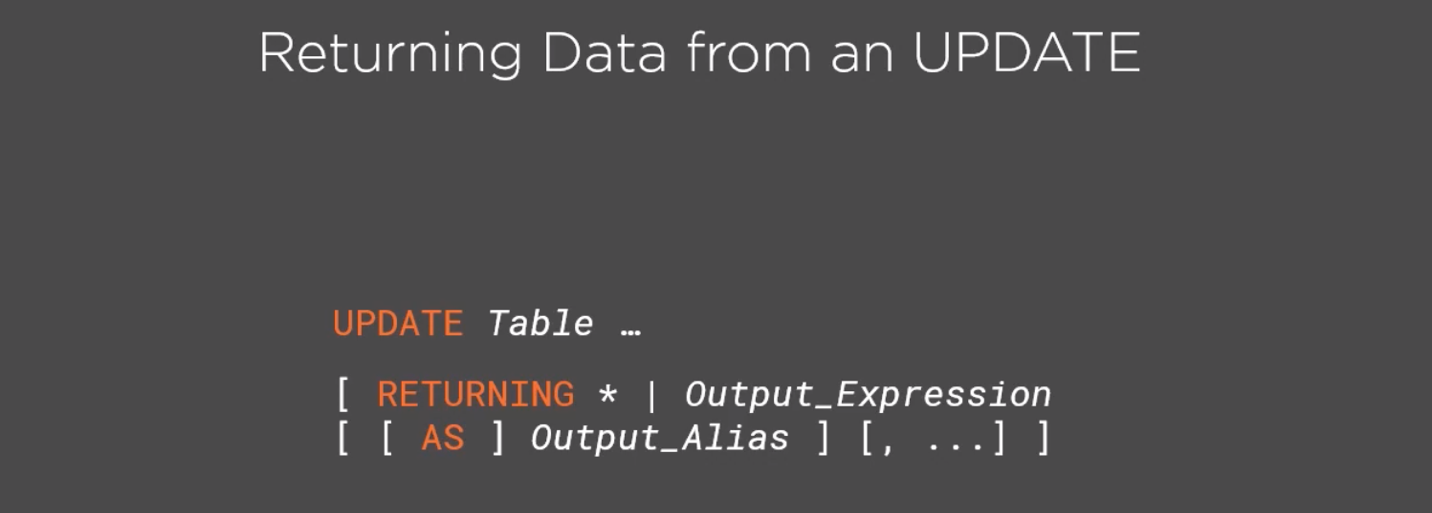 Returning Data from an UPDATE
UPDATE Table …
[ RETURNING * | Output_Expression
[ [ AS ] Output_Alias ] [, ...] ]